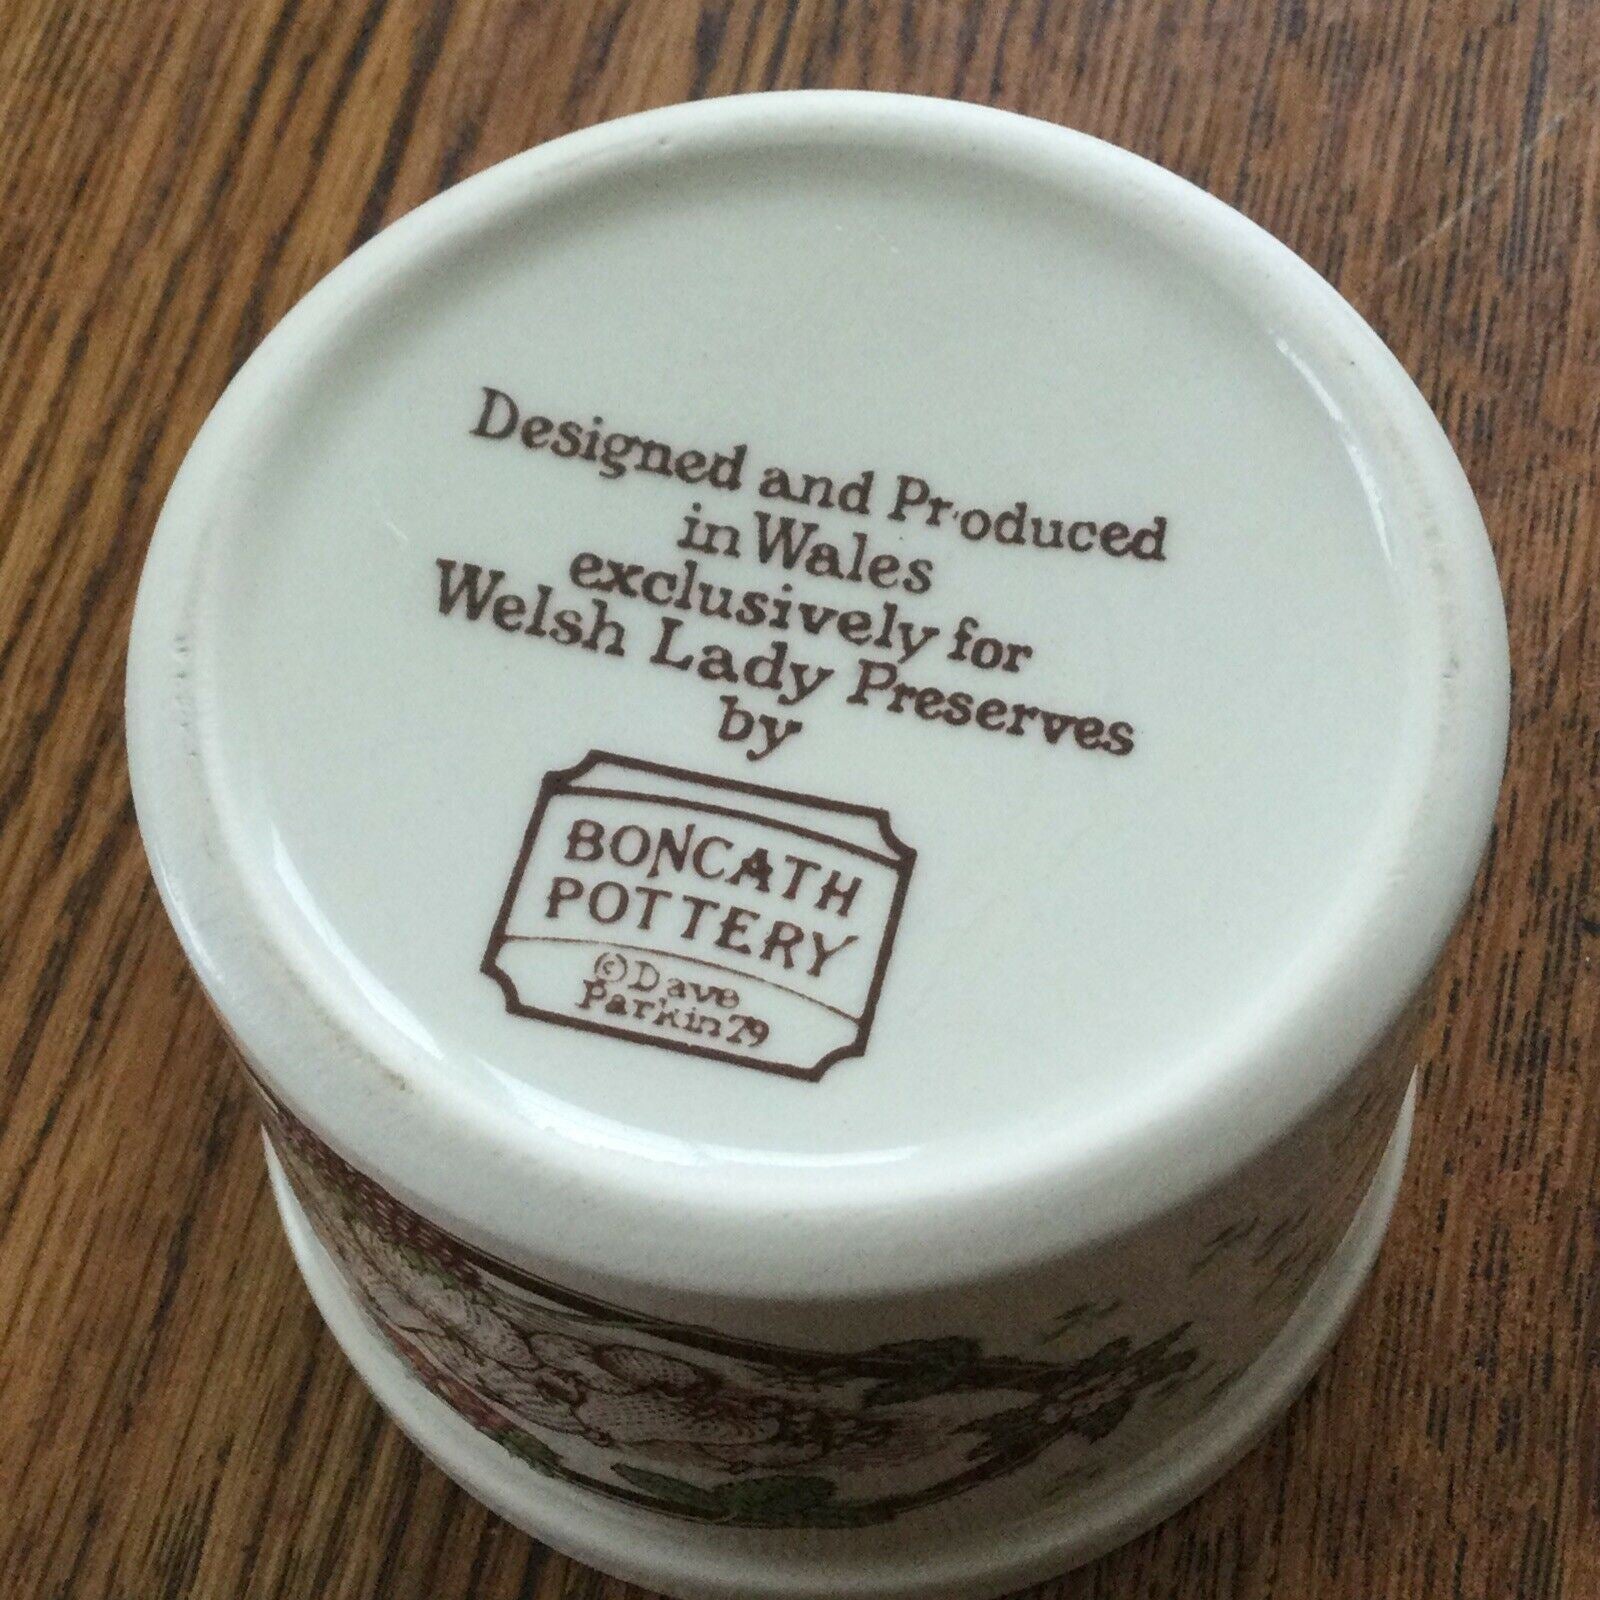 Designed and Produced
in Wales
exclusively for
Welsh Lady Preserves
by
BONCATH
POTTERY
©Dave
Parkin 79